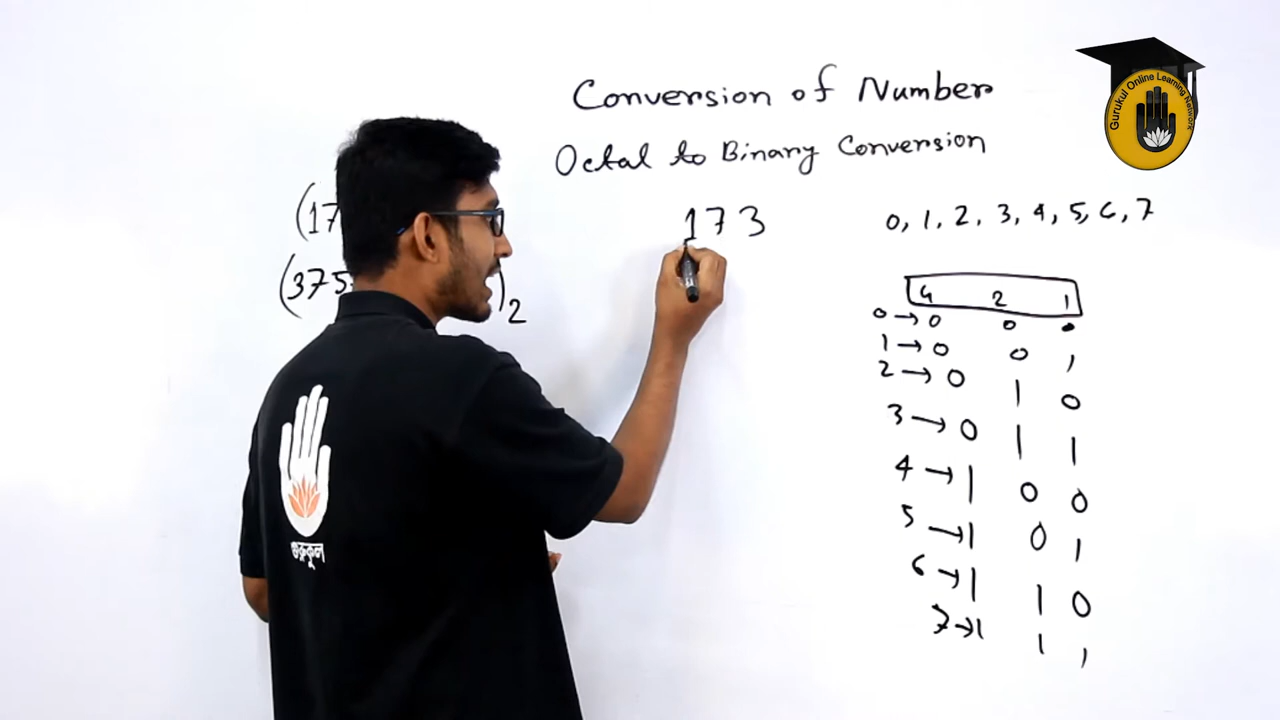 Conversion of Number
Octal to Binary Conversion
(17
(375
)2
173
0, 1, 2, 3, 4, 5, 6, 7
4 2 1
0 → 0 0 0
1 → 0 0 1
2 → 0 1 0
3 → 0 1 1
4 → 1 0 0
5 → 1 0 1
6 → 1 1 0
7 → 1 1 1
Gurukul Online Learning Network
গুরুকুল